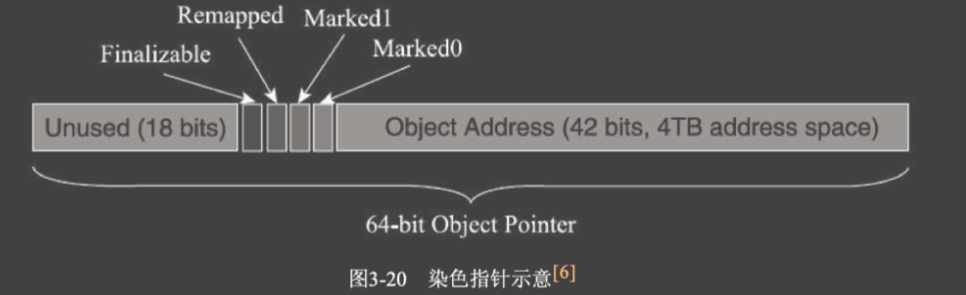 Remapped Marked1
Finalizable Marked0
Unused (18 bits) Object Address (42 bits, 4TB address space)
64-bit Object Pointer
图3-20 染色指针示意[6]